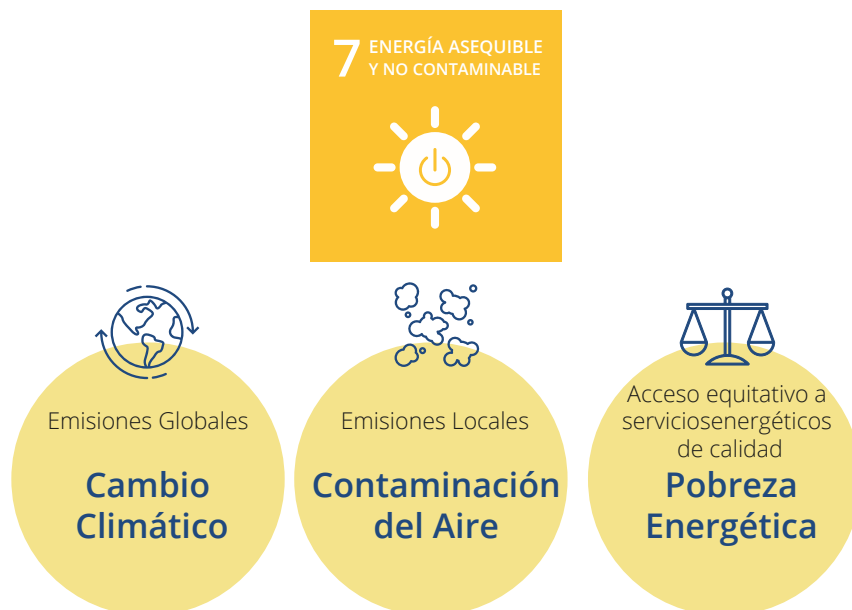 7 ENERGÍA ASEQUIBLE
Y NO CONTAMINABLE
Emisiones Globales
Cambio
Climático
Emisiones Locales
Contaminación
del Aire
Acceso equitativo a
serviciosenergéticos
de calidad
Pobreza
Energética